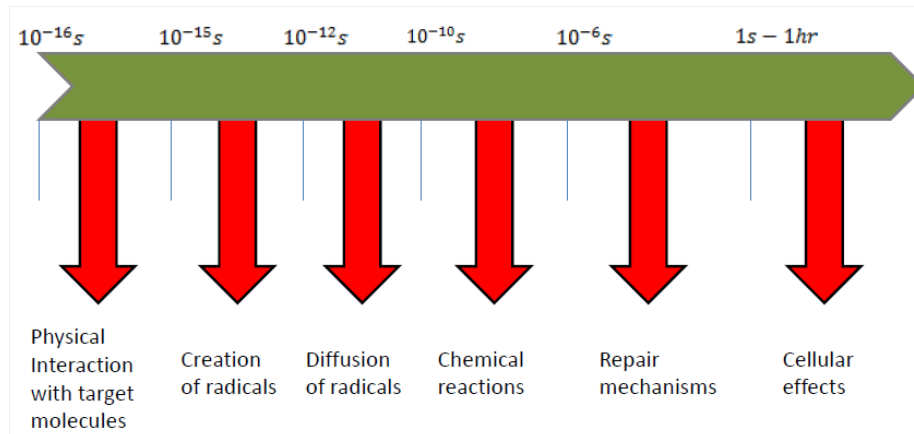 10⁻¹⁶s 10⁻¹⁵s 10⁻¹²s 10⁻¹⁰s 10⁻⁶s 1s − 1hr
Physical
Interaction
with target
molecules
Creation
of radicals
Diffusion
of radicals
Chemical
reactions
Repair
mechanisms
Cellular
effects